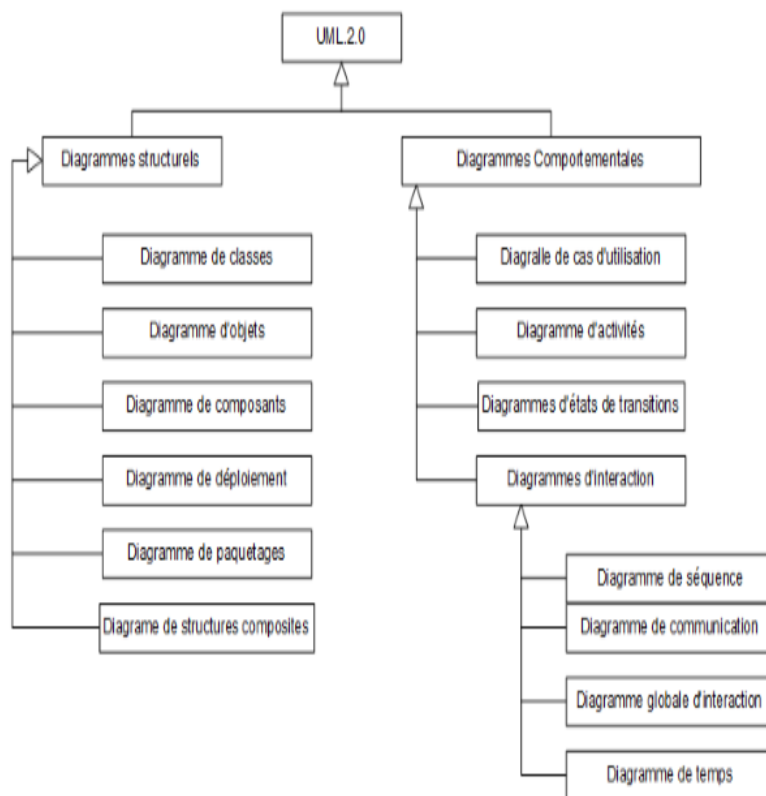 UML.2.0
Diagrammes structurels
Diagrammes Comportementales
Diagramme de classes
Diagramme d'objets
Diagramme de composants
Diagramme de déploiement
Diagramme de paquetages
Diagrame de structures composites
Diagralle de cas d'utilisation
Diagramme d'activités
Diagrammes d'états de transitions
Diagrammes d'interaction
Diagramme de séquence
Diagramme de communication
Diagramme globale d'interaction
Diagramme de temps